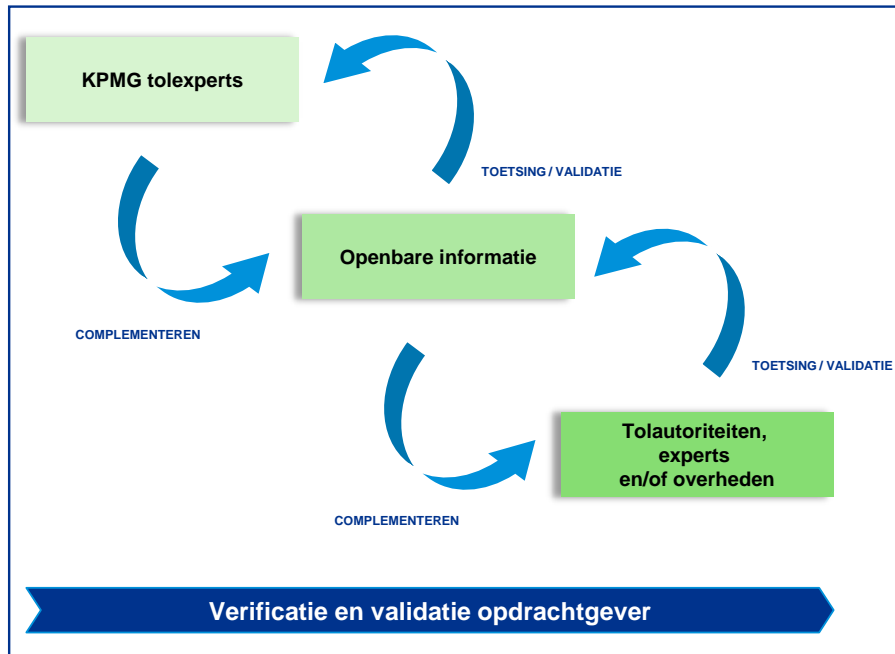 KPMG tolexperts
TOETSING / VALIDATIE
Openbare informatie
COMPLEMENTEREN
TOETSING / VALIDATIE
Tolautoriteiten,
experts
en/of overheden
COMPLEMENTEREN
Verificatie en validatie opdrachtgever